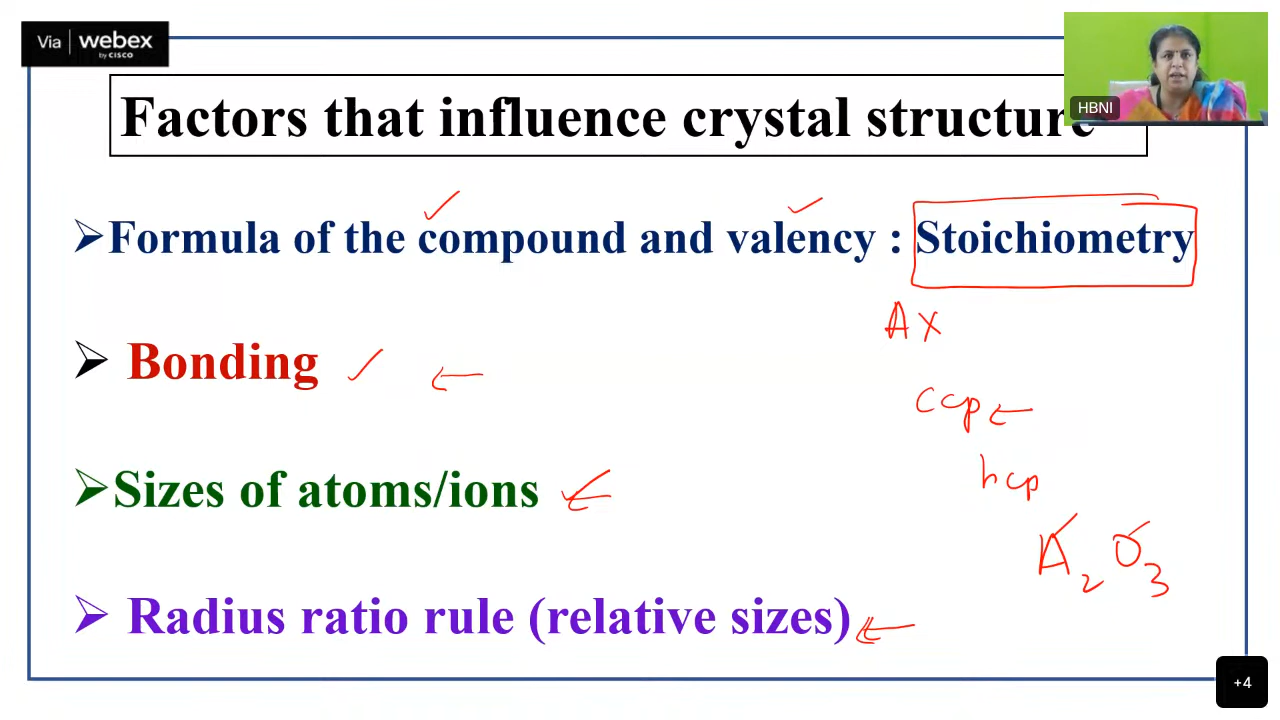 Via webex
by CISCO
HBNI
Factors that influence crystal structure
➢Formula of the compound and valency : Stoichiometry
AX
➢ Bonding
ccp
hcp
➢Sizes of atoms/ions
A₂O₃
➢ Radius ratio rule (relative sizes)
+4